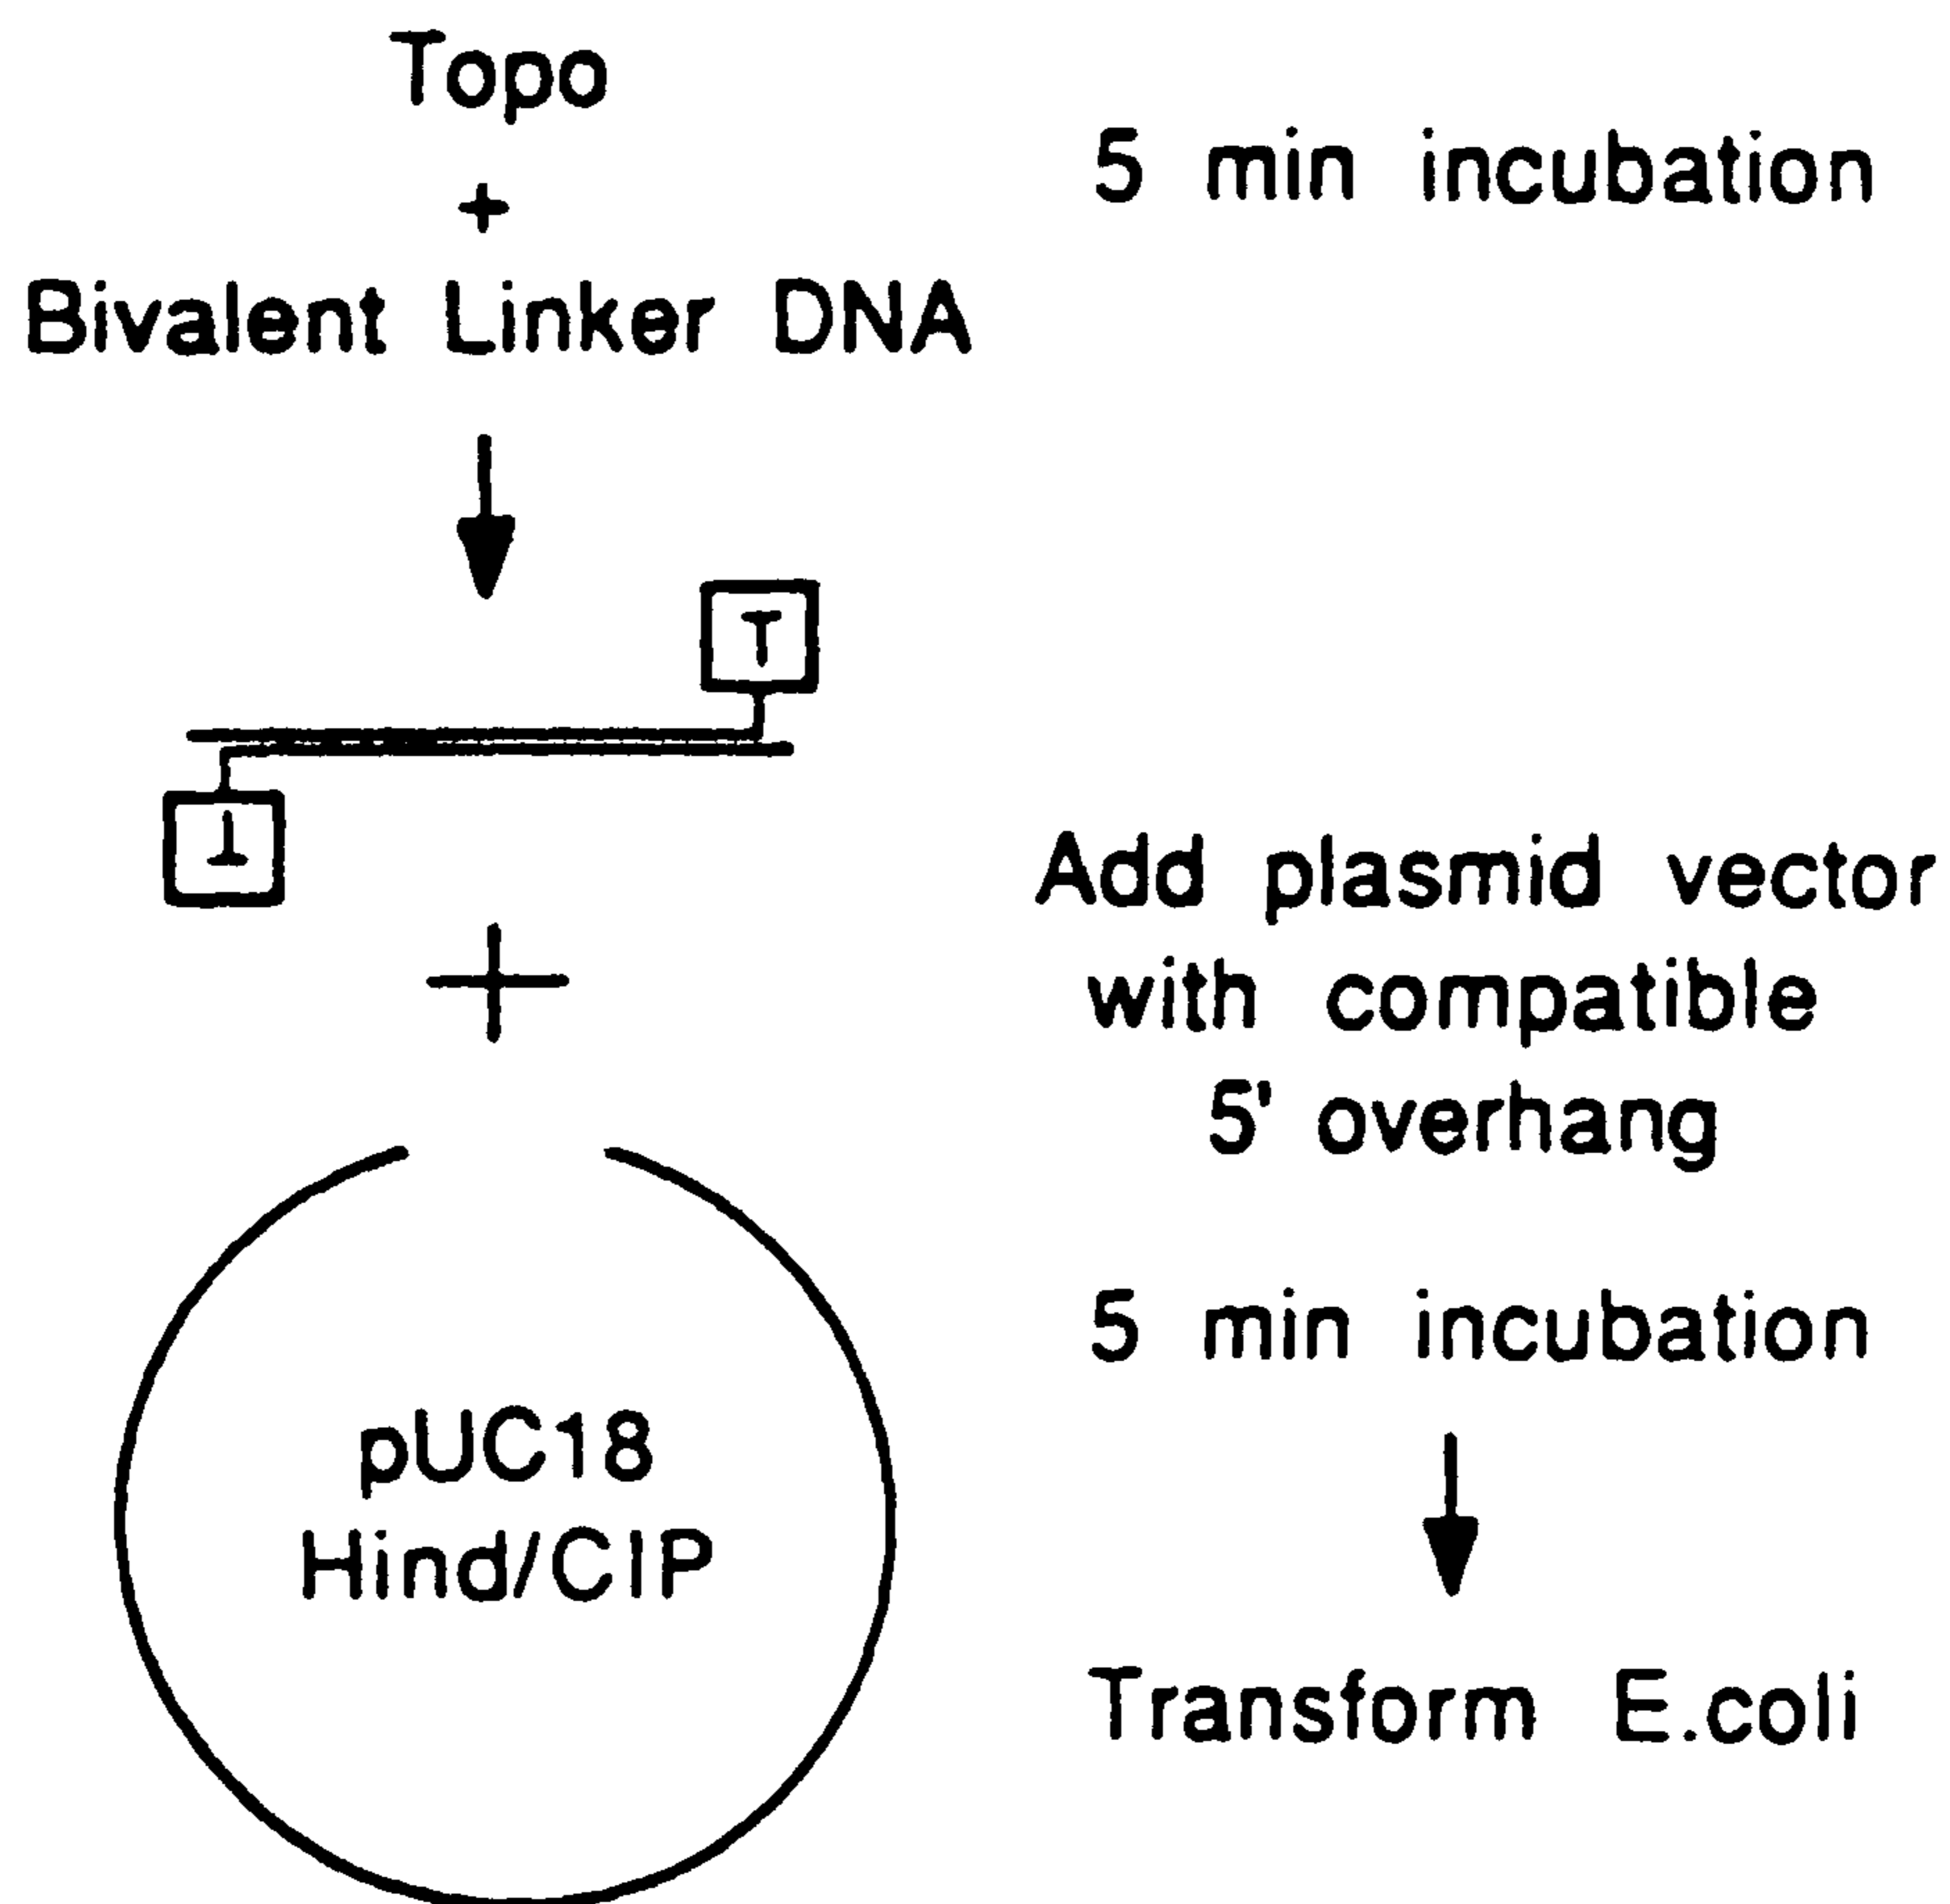 Topo
+
Bivalent Linker DNA
5 min incubation
T
T
+
Add plasmid vector
with compatible
5' overhang
5 min incubation
pUC18
Hind/CIP
Transform E.coli